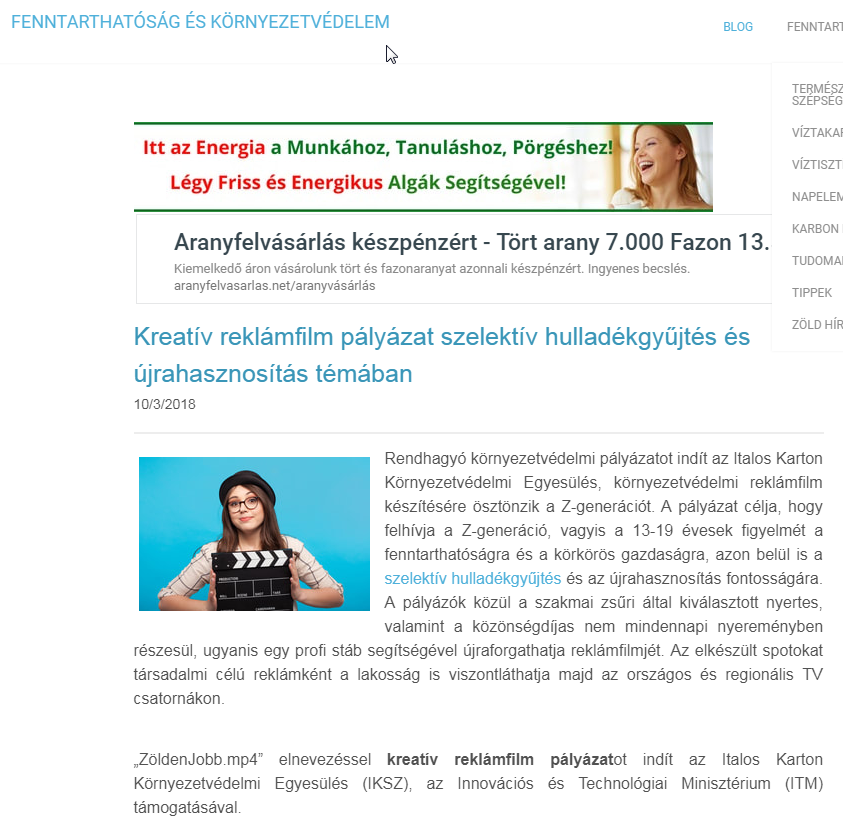 FENNTARTHATÓSÁG ÉS KÖRNYEZETVÉDELEM
BLOG
FENNTART
TERMÉSZ
SZÉPSÉG
VÍZTAKAR
VÍZTISZT
NAPELEM
KARBON
TUDOMÁ
TIPPEK
ZÖLD HÍR
Itt az Energia a Munkához, Tanuláshoz, Pörgéshez!
Légy Friss és Energikus Algák Segítségével!
Aranyfelvásárlás készpénzért - Tört arany 7.000 Fazon 13.
Kiemelkedő áron vásárolunk tört és fazonaranyat azonnali készpénzért. Ingyenes becslés.
aranyfelvasarlas.net/aranyvásárlás
Kreatív reklámfilm pályázat szelektív hulladékgyűjtés és
újrahasznosítás témában
10/3/2018
Rendhagyó környezetvédelmi pályázatot indít az Italos Karton
Környezetvédelmi Egyesülés, környezetvédelmi reklámfilm
készítésére ösztönzik a Z-generációt. A pályázat célja, hogy
felhívja a Z-generáció, vagyis a 13-19 évesek figyelmét a
fenntarthatóságra és a körkörös gazdaságra, azon belül is a
szelektív hulladékgyűjtés és az újrahasznosítás fontosságára.
A pályázók közül a szakmai zsűri által kiválasztott nyertes,
valamint a közönségdíjas nem mindennapi nyereményben
részesül, ugyanis egy profi stáb segítségével újraforgathatja reklámfilmjét. Az elkészült spotokat
társadalmi célú reklámként a lakosság is viszontláthatja majd az országos és regionális TV
csatornákon.
„ZöldenJobb.mp4” elnevezéssel kreatív reklámfilm pályázatot indít az Italos Karton
Környezetvédelmi Egyesülés (IKSZ), az Innovációs és Technológiai Minisztérium (ITM)
támogatásával.